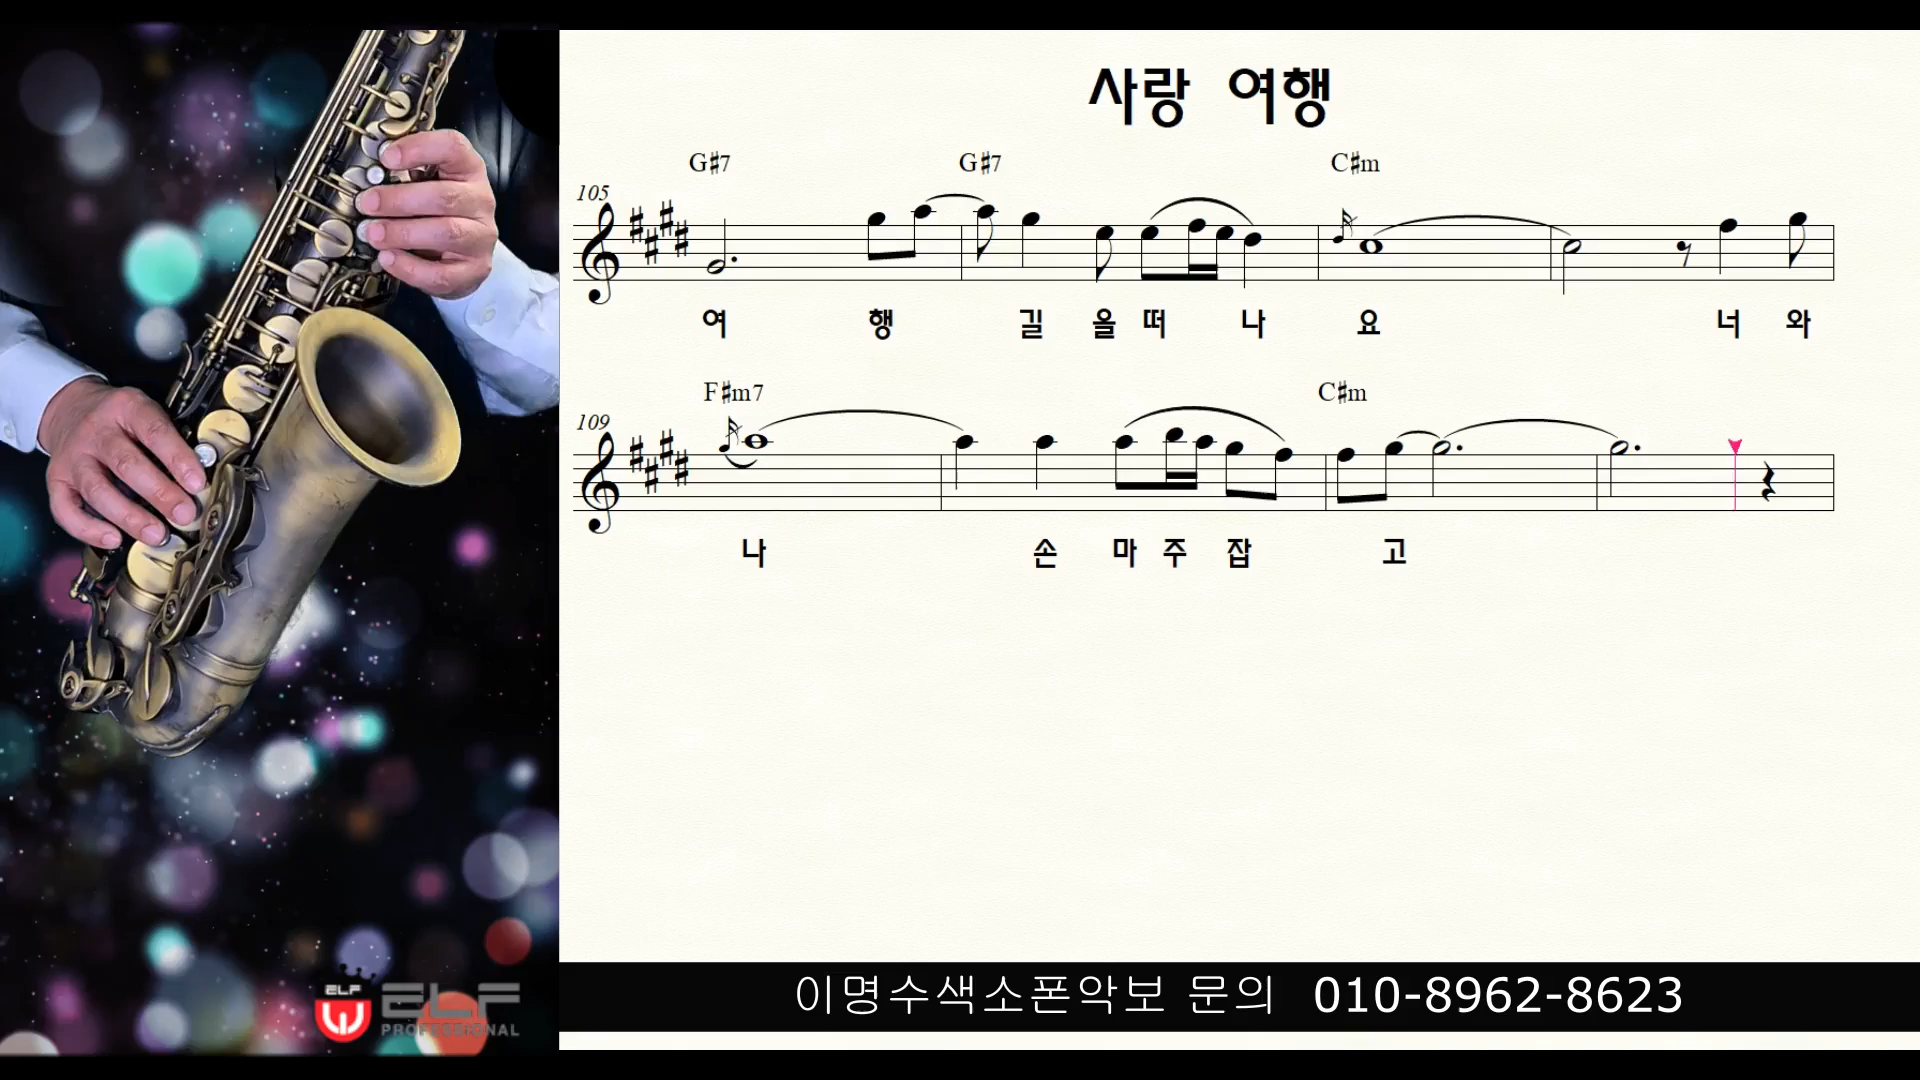 사랑 여행
G#7 G#7 C#m
105
여 행 길 을 떠 나 요 너 와
F#m7 C#m
109
나 손 마 주 잡 고
이명수색소폰악보 문의 010-8962-8623
ELF ELF
PROFESSIONAL